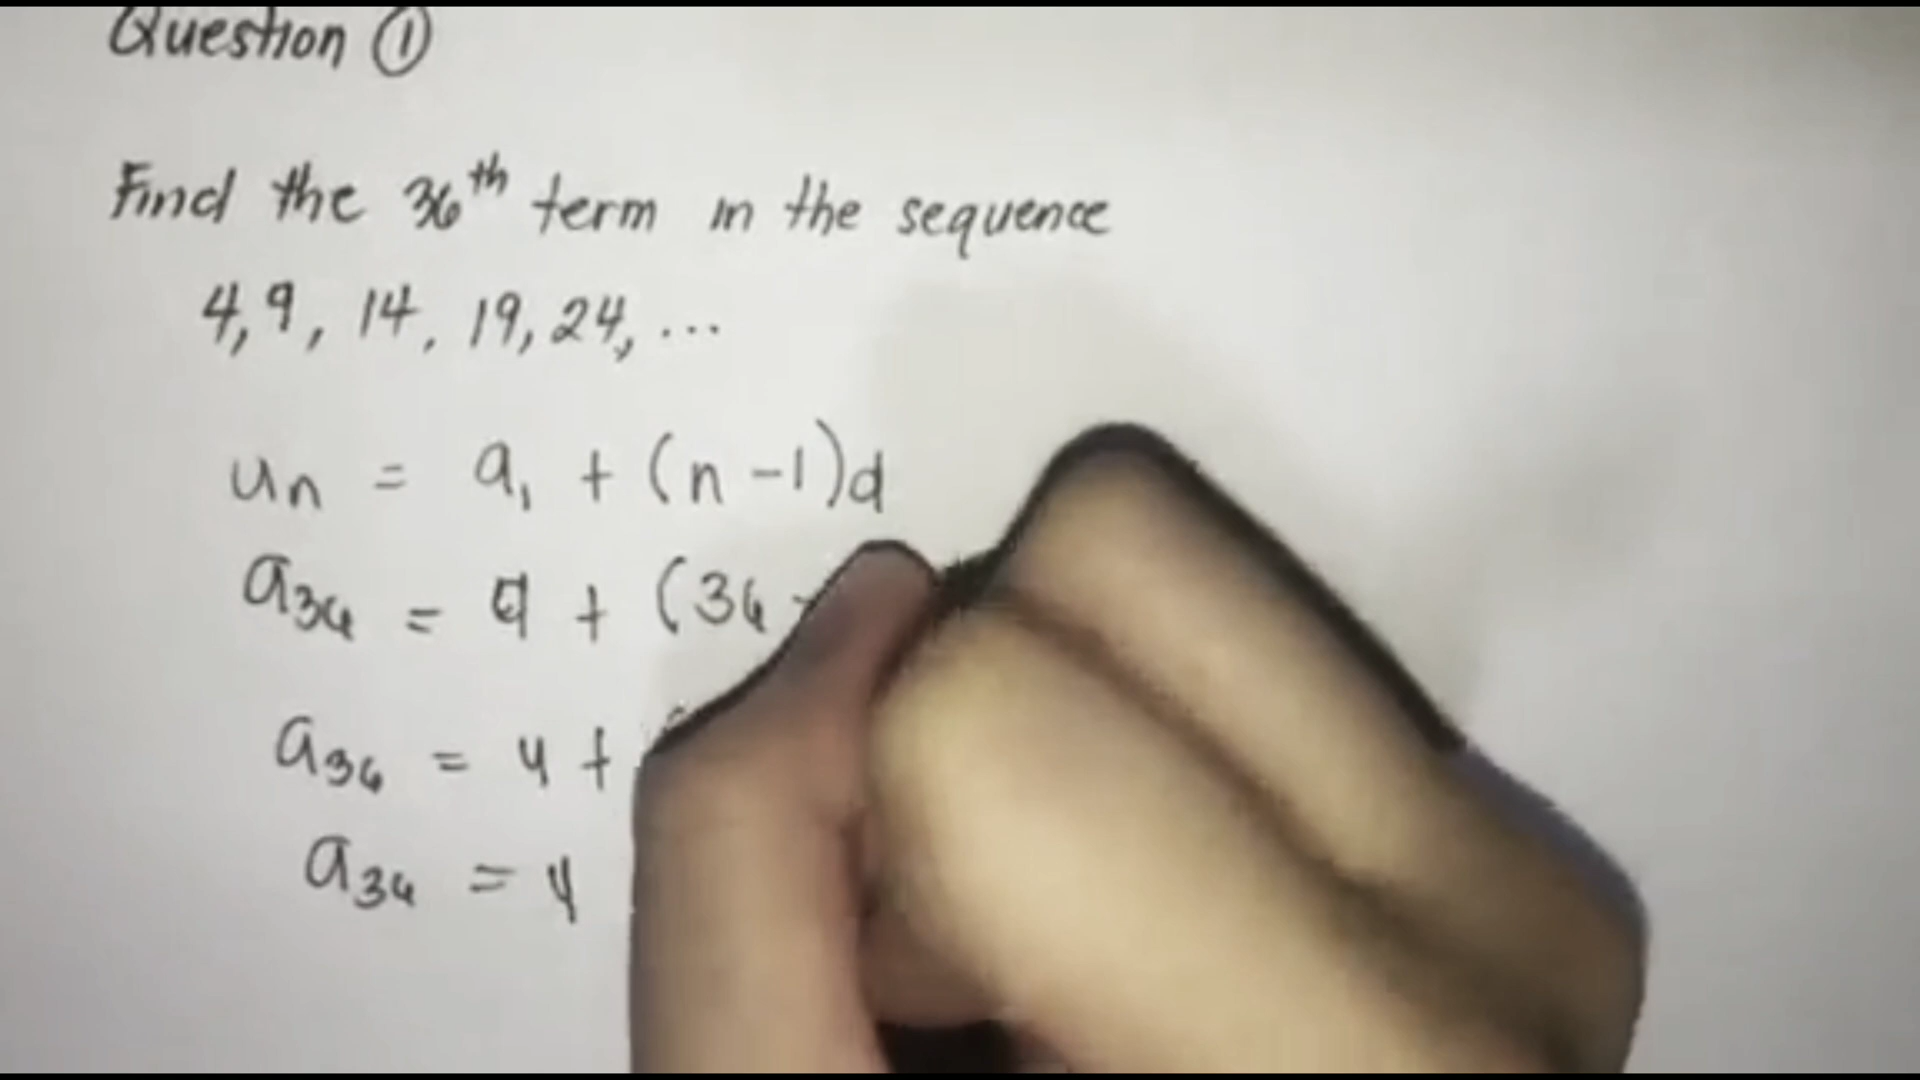 Question ①
Find the 36th term in the sequence
4, 9, 14, 19, 24, ...
un = a1 + (n - 1)d
a36 = 4 + (36 -
a36 = 4 +
a36 = 4